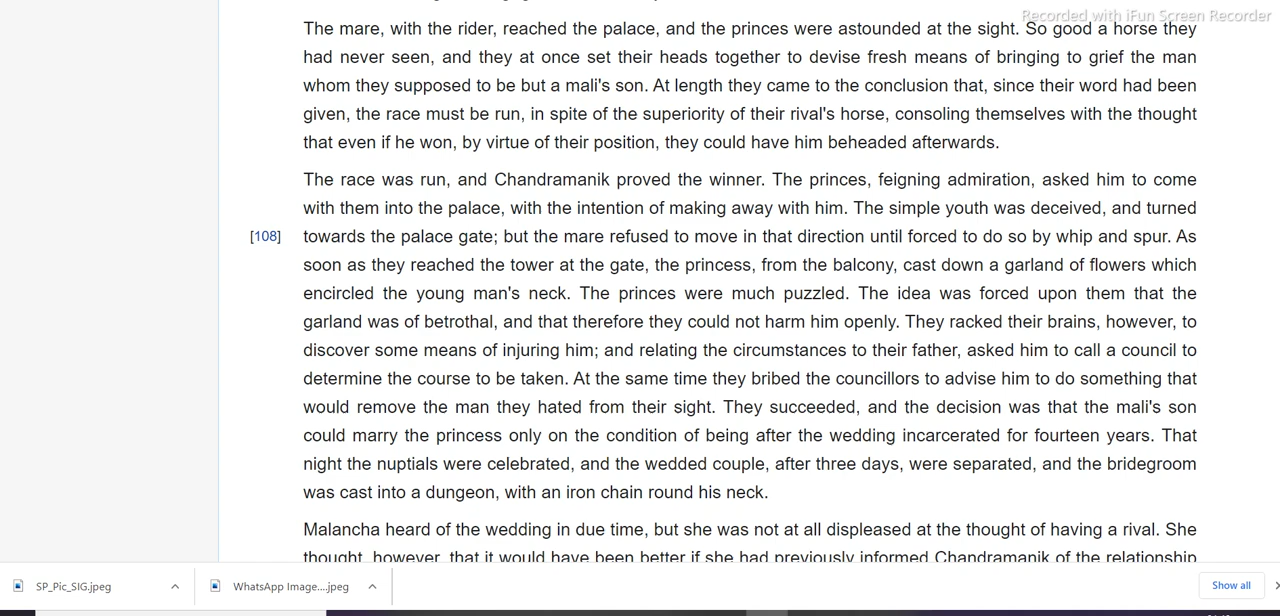 Recorded with iFun Screen Recorder
The mare, with the rider, reached the palace, and the princes were astounded at the sight. So good a horse they
had never seen, and they at once set their heads together to devise fresh means of bringing to grief the man
whom they supposed to be but a mali's son. At length they came to the conclusion that, since their word had been
given, the race must be run, in spite of the superiority of their rival's horse, consoling themselves with the thought
that even if he won, by virtue of their position, they could have him beheaded afterwards.
The race was run, and Chandramanik proved the winner. The princes, feigning admiration, asked him to come
with them into the palace, with the intention of making away with him. The simple youth was deceived, and turned
[108] towards the palace gate; but the mare refused to move in that direction until forced to do so by whip and spur. As
soon as they reached the tower at the gate, the princess, from the balcony, cast down a garland of flowers which
encircled the young man's neck. The princes were much puzzled. The idea was forced upon them that the
garland was of betrothal, and that therefore they could not harm him openly. They racked their brains, however, to
discover some means of injuring him; and relating the circumstances to their father, asked him to call a council to
determine the course to be taken. At the same time they bribed the councillors to advise him to do something that
would remove the man they hated from their sight. They succeeded, and the decision was that the mali's son
could marry the princess only on the condition of being after the wedding incarcerated for fourteen years. That
night the nuptials were celebrated, and the wedded couple, after three days, were separated, and the bridegroom
was cast into a dungeon, with an iron chain round his neck.
Malancha heard of the wedding in due time, but she was not at all displeased at the thought of having a rival. She
thought, however, that it would have been better if she had previously informed Chandramanik of the relationship
SP_Pic_SIG.jpeg
WhatsApp Image....jpeg
Show all